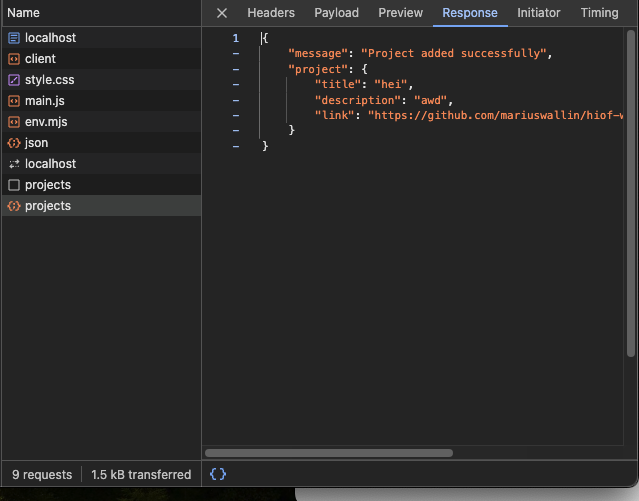 Name
Headers Payload Preview Response Initiator Timing
localhost
client
style.css
main.js
env.mjs
json
localhost
projects
projects
1 {
- "message": "Project added successfully",
- "project": {
- "title": "hei",
- "description": "awd",
- "link": "https://github.com/mariuswallin/hiof-
- }
- }
9 requests 1.5 kB transferred { }